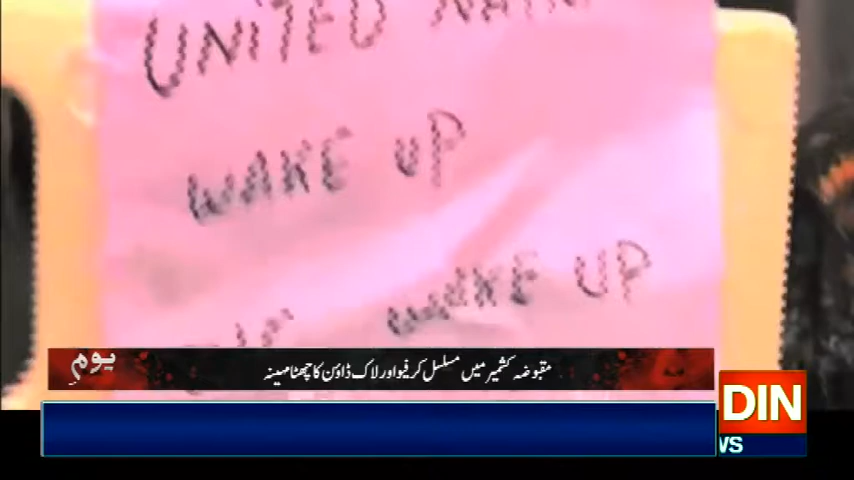 UNITED
WAKE UP
WAKE UP
یوم
مقبوضہ کشمیر میں مسلسل کرفیو اور لاک ڈاؤن کا چھٹا مہینہ
DIN